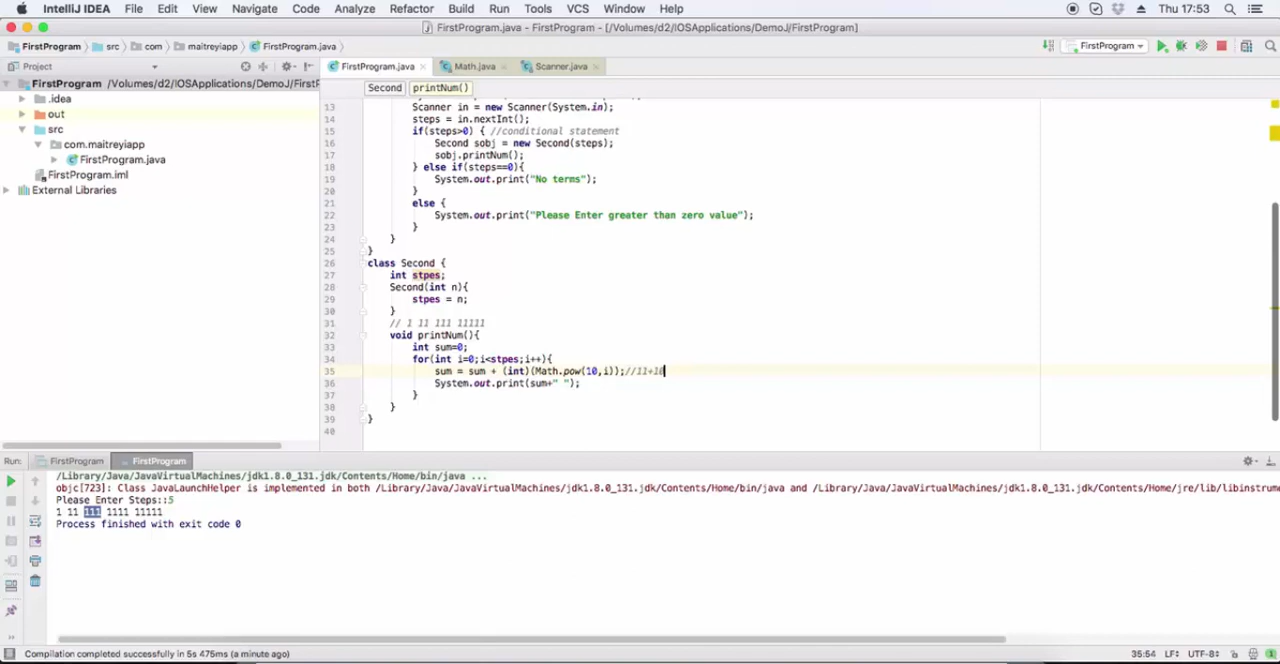 IntelliJ IDEA File Edit View Navigate Code Analyze Refactor Build Run Tools VCS Window Help Thu 17:53
FirstProgram.java - FirstProgram - [/Volumes/d2/IOSApplications/DemoJ/FirstProgram]
FirstProgram src com maitreyiapp FirstProgram.java FirstProgram
Project FirstProgram.java Math.java Scanner.java
FirstProgram /Volumes/d2/IOSApplications/DemoJ/FirstP
.idea
out
src
com.maitreyiapp
FirstProgram.java
FirstProgram.iml
External Libraries
Second printNum()
13 Scanner in = new Scanner(System.in);
14 steps = in.nextInt();
15 if(steps>0) { //conditional statement
16 Second sobj = new Second(steps);
17 sobj.printNum();
18 } else if(steps==0){
19 System.out.print("No terms");
20 }
21 else {
22 System.out.print("Please Enter greater than zero value");
23 }
24 }
25 }
26 class Second {
27 int stpes;
28 Second(int n){
29 stpes = n;
30 }
31 // 1 11 111 11111
32 void printNum(){
33 int sum=0;
34 for(int i=0;i<stpes;i++){
35 sum = sum + (int)(Math.pow(10,i));//11+10
36 System.out.print(sum+" ");
37 }
38 }
39 }
40
Run: FirstProgram FirstProgram
/Library/Java/JavaVirtualMachines/jdk1.8.0_131.jdk/Contents/Home/bin/java ...
objc[723]: Class JavaLaunchHelper is implemented in both /Library/Java/JavaVirtualMachines/jdk1.8.0_131.jdk/Contents/Home/bin/java and /Library/Java/JavaVirtualMachines/jdk1.8.0_131.jdk/Contents/Home/jre/lib/libinstrume
Please Enter Steps::5
1 11 111 1111 11111
Process finished with exit code 0
Compilation completed successfully in 5s 475ms (a minute ago) 35:54 LF÷ UTF-8÷ 1